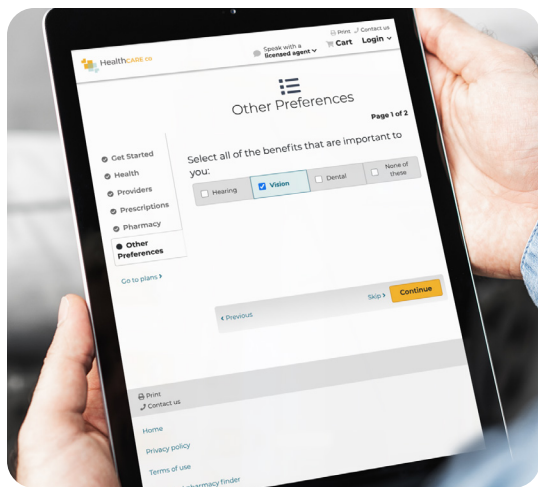 HealthCARE co
Print Contact us
Speak with a
licensed agent
Cart
Login
Other Preferences
Page 1 of 2
Get Started
Health
Providers
Prescriptions
Pharmacy
Other
Preferences
Go to plans
Select all of the benefits that are important to
you:
Hearing
Vision
Dental
None of
these
Previous
Skip
Continue
Print
Contact us
Home
Privacy policy
Terms of use
pharmacy finder